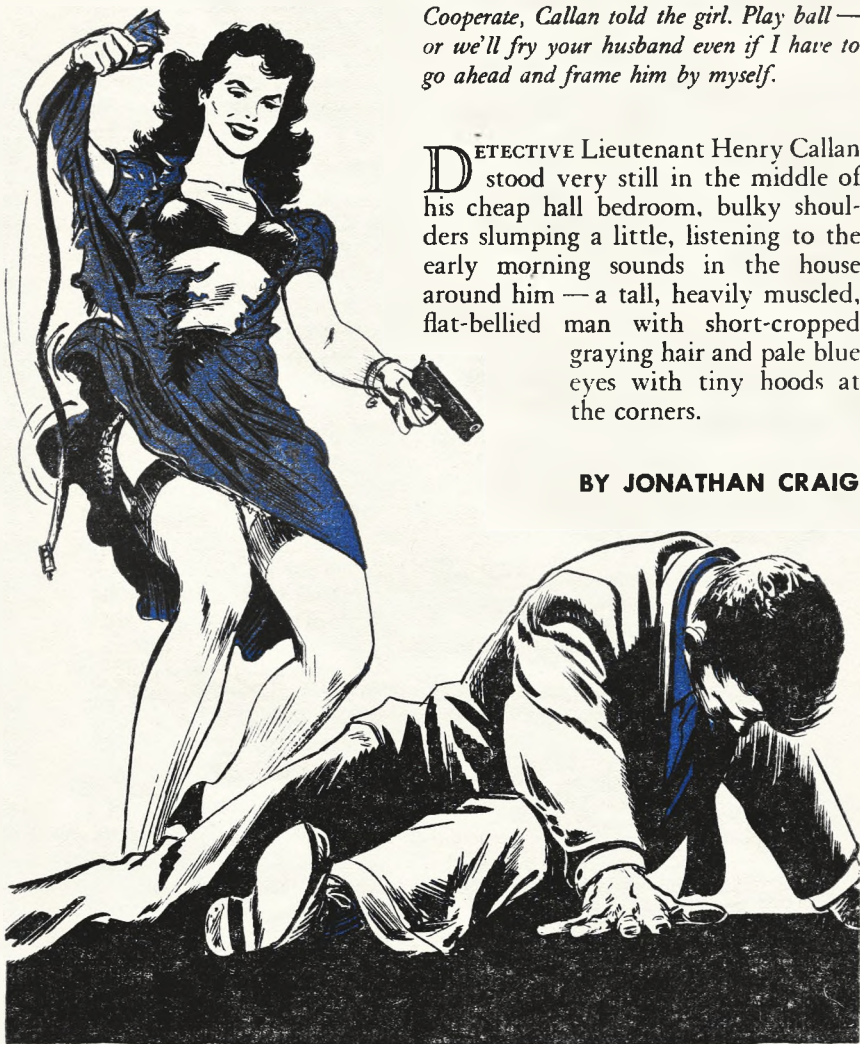 Cooperate, Callan told the girl. Play ball —
or we'll fry your husband even if I have to
go ahead and frame him by myself.
DETECTIVE Lieutenant Henry Callan
stood very still in the middle of
his cheap hall bedroom, bulky shoul-
ders slumping a little, listening to the
early morning sounds in the house
around him — a tall, heavily muscled,
flat-bellied man with short-cropped
graying hair and pale blue
eyes with tiny hoods at
the corners.
BY JONATHAN CRAIG